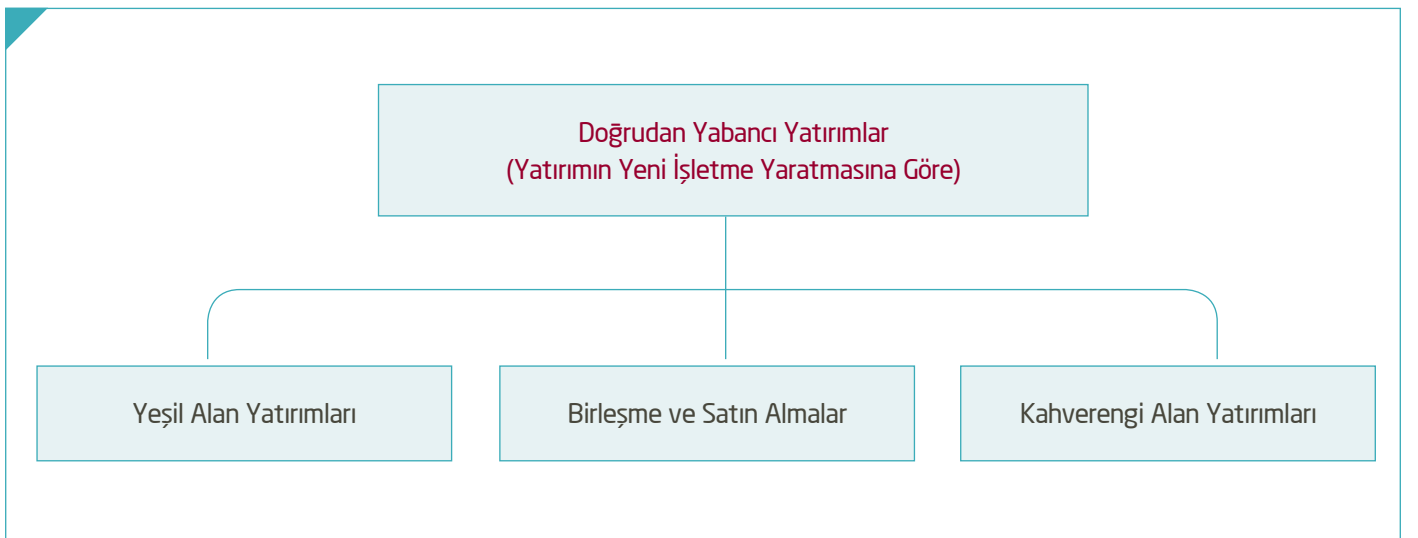 Doğrudan Yabancı Yatırımlar
(Yatırımın Yeni İşletme Yaratmasına Göre)
Yeşil Alan Yatırımları
Birleşme ve Satın Almalar
Kahverengi Alan Yatırımları